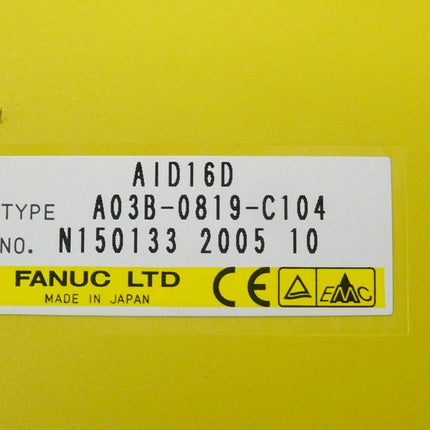 AID16D
TYPE A03B-0819-C104
NO. N150133 2005 10
FANUC LTD
MADE IN JAPAN
CE EMC